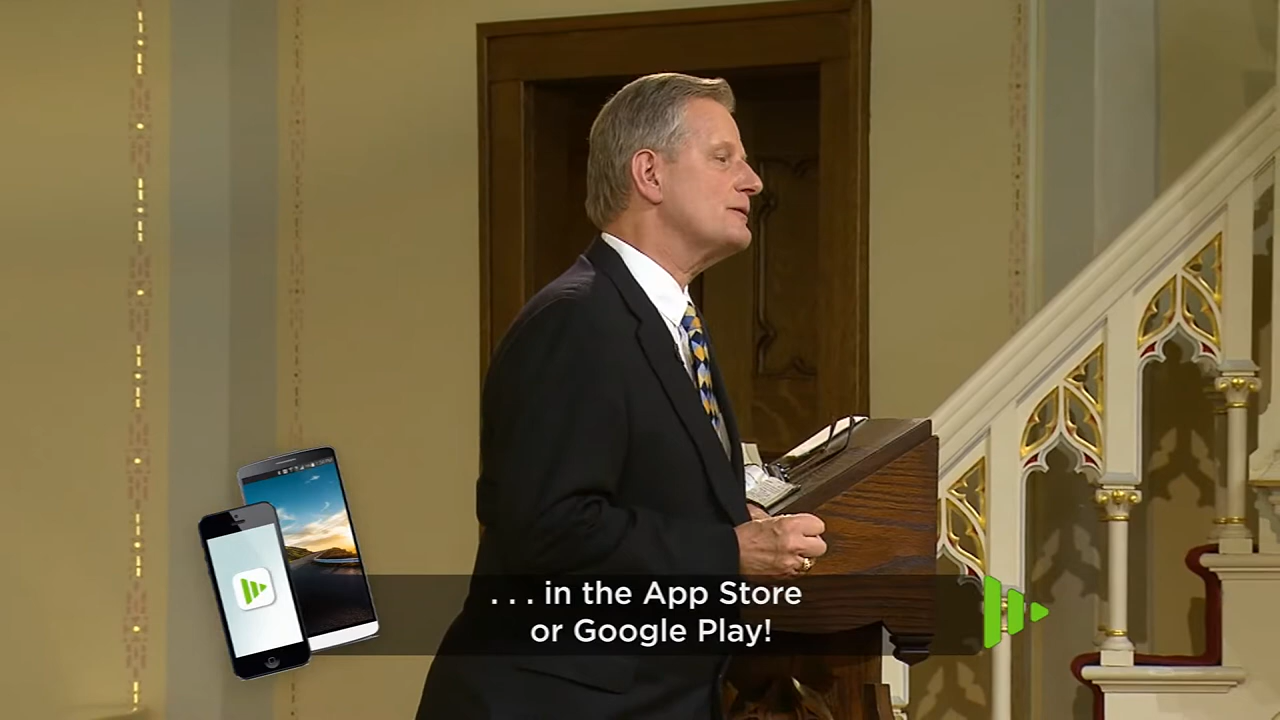 . . . in the App Store
or Google Play!